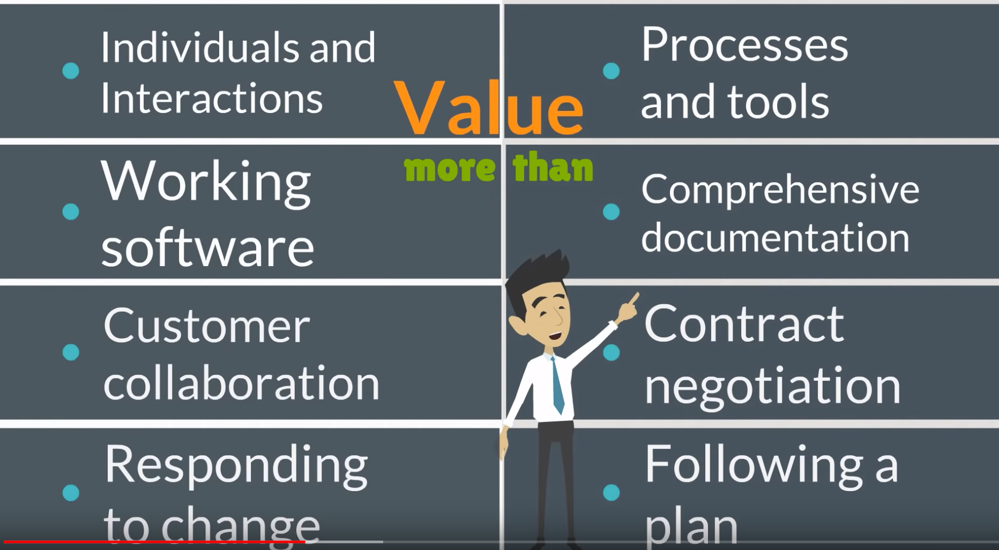 Individuals and
Interactions
Value
more than
Processes
and tools
Working
software
Comprehensive
documentation
Customer
collaboration
Contract
negotiation
Responding
to change
Following a
plan